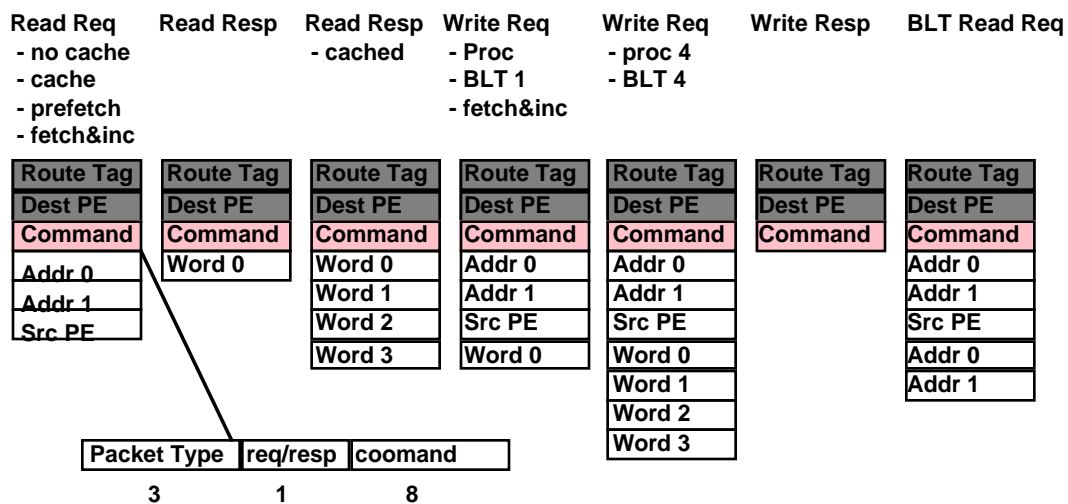 Read Req Read Resp Read Resp Write Req Write Req Write Resp BLT Read Req
- no cache - cached - Proc - proc 4
- cache - BLT 1 - BLT 4
- prefetch - fetch&inc
- fetch&inc
Route Tag Route Tag Route Tag Route Tag Route Tag Route Tag Route Tag
Dest PE Dest PE Dest PE Dest PE Dest PE Dest PE Dest PE
Command Command Command Command Command Command Command
Addr 0 Word 0 Word 0 Addr 0 Addr 0 Addr 0
Addr 1 Word 1 Addr 1 Addr 1 Addr 1
Src PE Word 2 Src PE Src PE Src PE
Word 3 Word 0 Word 0 Addr 0
Word 1 Addr 1
Word 2
Word 3
Packet Type req/resp coomand
3 1 8